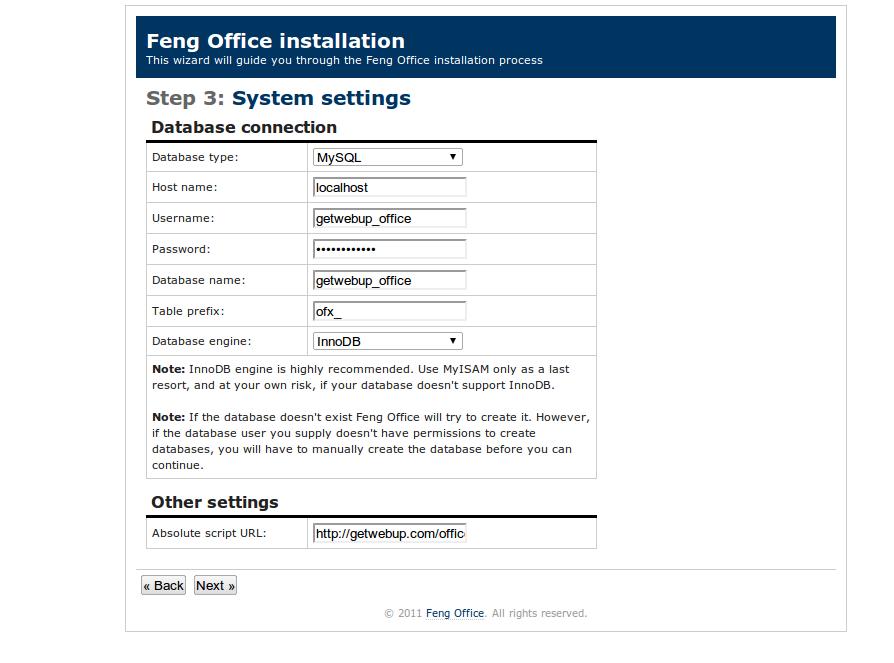 Feng Office installation
This wizard will guide you through the Feng Office installation process
Step 3: System settings
Database connection
Database type: MySQL
Host name: localhost
Username: getwebup_office
Password: ••••••••••••
Database name: getwebup_office
Table prefix: ofx_
Database engine: InnoDB
Note: InnoDB engine is highly recommended. Use MyISAM only as a last
resort, and at your own risk, if your database doesn't support InnoDB.
Note: If the database doesn't exist Feng Office will try to create it. However,
if the database user you supply doesn't have permissions to create
databases, you will have to manually create the database before you can
continue.
Other settings
Absolute script URL: http://getwebup.com/offic
« Back Next »
© 2011 Feng Office. All rights reserved.